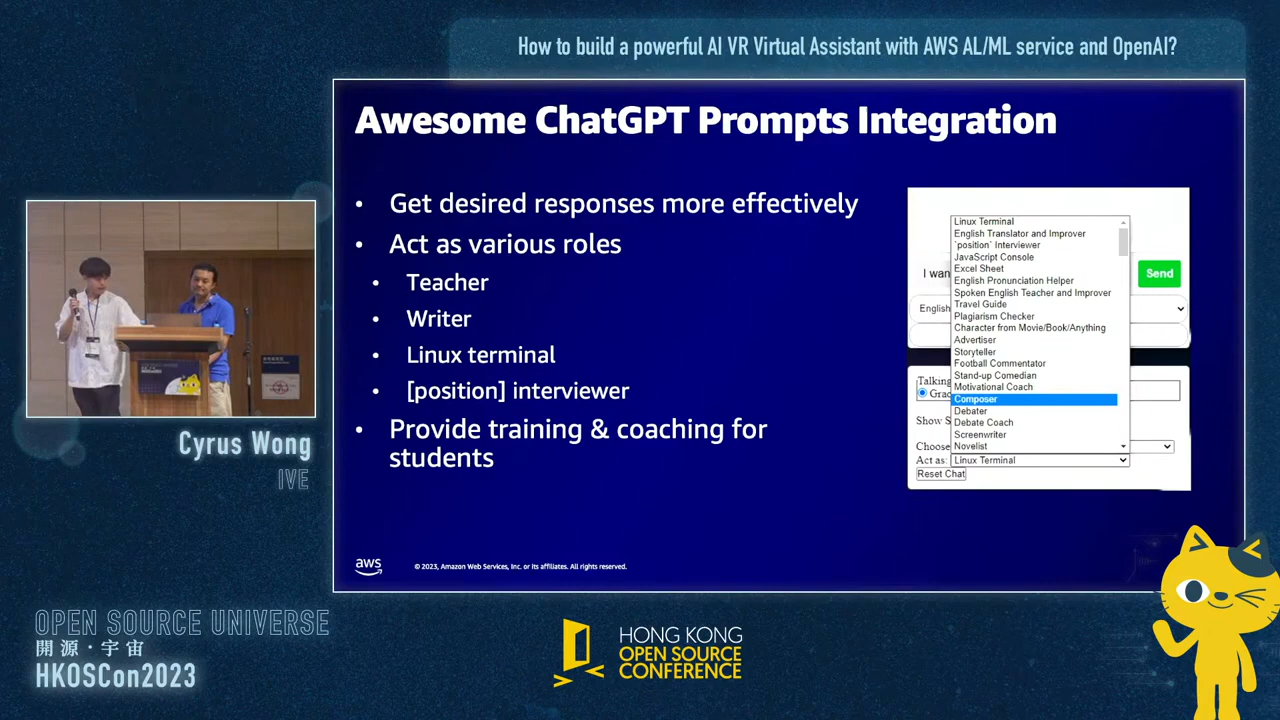 How to build a powerful AI VR Virtual Assistant with AWS AL/ML service and OpenAI?
Awesome ChatGPT Prompts Integration
• Get desired responses more effectively
• Act as various roles
• Teacher
• Writer
• Linux terminal
• [position] interviewer
• Provide training & coaching for
students
Linux Terminal
English Translator and Improver
`position` Interviewer
JavaScript Console
Excel Sheet
English Pronunciation Helper
Spoken English Teacher and Improver
Travel Guide
Plagiarism Checker
Character from Movie/Book/Anything
Advertiser
Storyteller
Football Commentator
Stand-up Comedian
Motivational Coach
Composer
Debater
Debate Coach
Screenwriter
Novelist
I wan
Send
English
Talking
Grac
Show S
Choose
Act as: Linux Terminal
Reset Chat
aws
© 2023, Amazon Web Services, Inc. or its affiliates. All rights reserved.
Cyrus Wong
IVE
OPEN SOURCE UNIVERSE
開源·宇宙
HKOSCon2023
HONG KONG
OPEN SOURCE
CONFERENCE